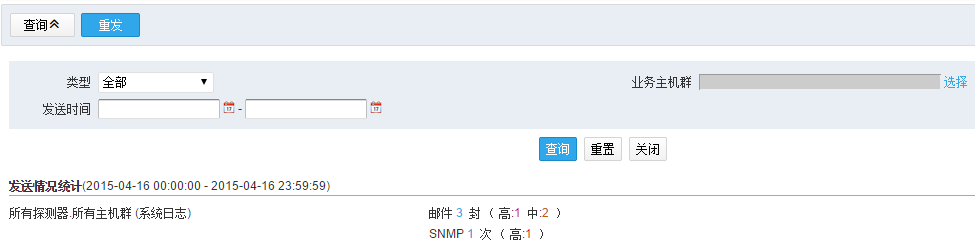 查询 重发
类型 全部 业务主机群 选择
发送时间 -
查询 重置 关闭
发送情况统计(2015-04-16 00:00:00 - 2015-04-16 23:59:59)
所有探测器.所有主机群 (系统日志) 邮件 3 封 ( 高:1 中:2 )
SNMP 1 次 ( 高:1 )